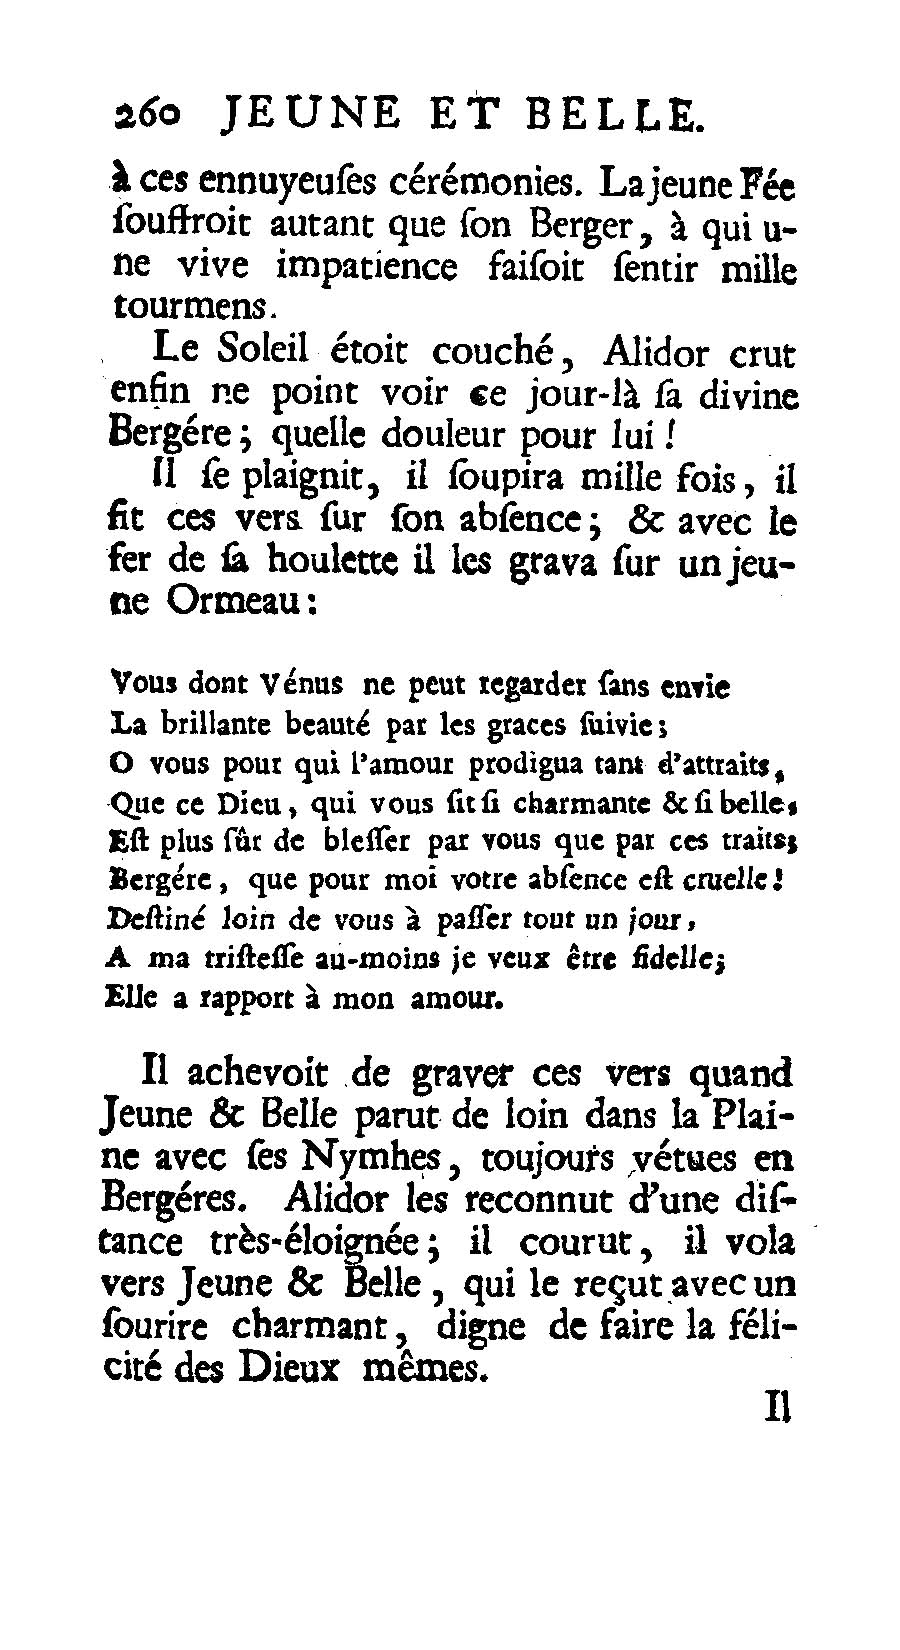 260 JEUNE ET BELLE.
à ces ennuyeuſes cérémonies. La jeune Fée
ſouffroit autant que ſon Berger, à qui u-
ne vive impatience faiſoit ſentir mille
tourmens.
Le Soleil étoit couché, Alidor crut
enfin ne point voir ce jour-là ſa divine
Bergére; quelle douleur pour lui !
Il ſe plaignit, il ſoupira mille fois, il
fit ces vers ſur ſon abſence; & avec le
fer de ſa houlette il les grava ſur un jeu-
ne Ormeau:
Vous dont Vénus ne peut regarder ſans envie
La brillante beauté par les graces ſuivie;
O vous pour qui l'amour prodigua tant d'attraits,
Que ce Dieu, qui vous fit ſi charmante & ſi belle,
Eſt plus ſûr de bleſſer par vous que par ces traits;
Bergére, que pour moi votre abſence eſt cruelle!
Deſtiné loin de vous à paſſer tout un jour,
A ma triſteſſe au-moins je veux être fidelle;
Elle a rapport à mon amour.
Il achevoit de graver ces vers quand
Jeune & Belle parut de loin dans la Plai-
ne avec ſes Nymhes, toujours vétues en
Bergéres. Alidor les reconnut d'une diſ-
tance très-éloignée; il courut, il vola
vers Jeune & Belle, qui le reçut avec un
ſourire charmant, digne de faire la féli-
cité des Dieux mêmes.
Il